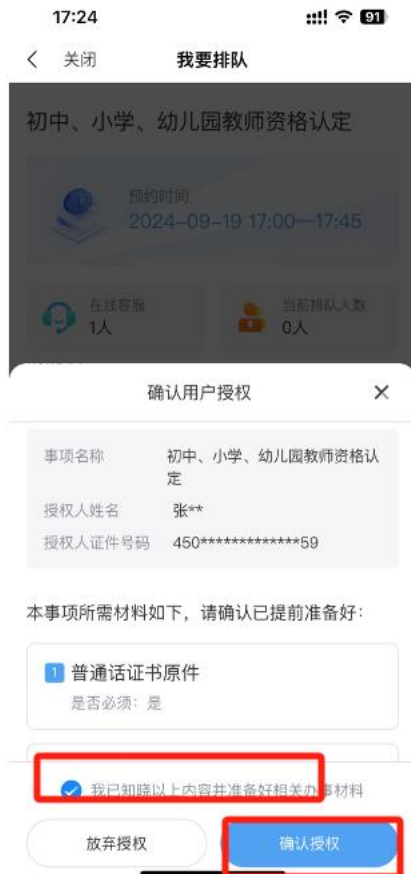 17:24
91
关闭
我要排队
初中、小学、幼儿园教师资格认定
预约时间
2024-09-19 17:00—17:45
在线客服
1人
当前排队人数
0人
确认用户授权
事项名称
初中、小学、幼儿园教师资格认
定
授权人姓名
张**
授权人证件号码
450*************59
本事项所需材料如下，请确认已提前准备好：
1 普通话证书原件
是否必须：是
我已知晓以上内容并准备好相关办事材料
放弃授权
确认授权